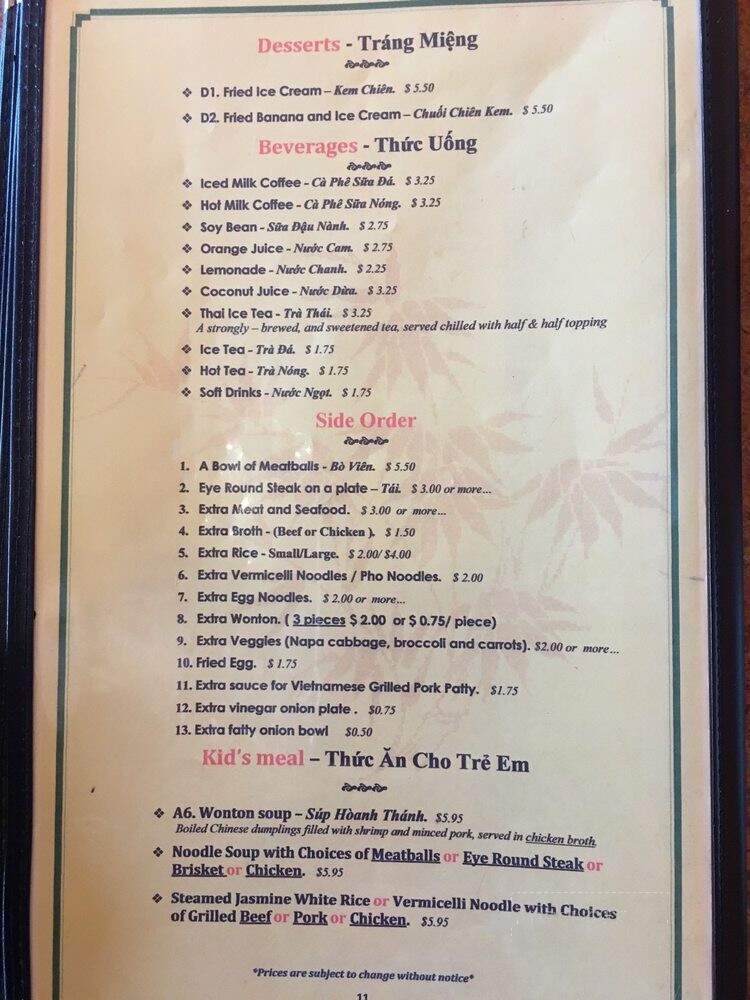 Desserts - Tráng Miệng
❖ D1. Fried Ice Cream – Kem Chiên. $ 5.50
❖ D2. Fried Banana and Ice Cream – Chuối Chiên Kem. $ 5.50
Beverages - Thức Uống
❖ Iced Milk Coffee - Cà Phê Sữa Đá. $ 3.25
❖ Hot Milk Coffee - Cà Phê Sữa Nóng. $ 3.25
❖ Soy Bean - Sữa Đậu Nành. $ 2.75
❖ Orange Juice - Nước Cam. $ 2.75
❖ Lemonade - Nước Chanh. $ 2.25
❖ Coconut Juice - Nước Dừa. $ 3.25
❖ Thai Ice Tea - Trà Thái. $ 3.25
A strongly – brewed, and sweetened tea, served chilled with half & half topping
❖ Ice Tea - Trà Đá. $ 1.75
❖ Hot Tea - Trà Nóng. $ 1.75
❖ Soft Drinks - Nước Ngọt. $ 1.75
Side Order
1. A Bowl of Meatballs - Bò Viên. $ 5.50
2. Eye Round Steak on a plate – Tái. $ 3.00 or more...
3. Extra Meat and Seafood. $ 3.00 or more...
4. Extra Broth - (Beef or Chicken ). $ 1.50
5. Extra Rice - Small/Large. $ 2.00/ $4.00
6. Extra Vermicelli Noodles / Pho Noodles. $ 2.00
7. Extra Egg Noodles. $ 2.00 or more...
8. Extra Wonton. ( 3 pieces $ 2.00 or $ 0.75/ piece)
9. Extra Veggies (Napa cabbage, broccoli and carrots). $2.00 or more...
10. Fried Egg. $ 1.75
11. Extra sauce for Vietnamese Grilled Pork Patty. $1.75
12. Extra vinegar onion plate . $0.75
13. Extra fatty onion bowl $0.50
Kid's meal – Thức Ăn Cho Trẻ Em
❖ A6. Wonton soup – Súp Hòanh Thánh. $5.95
Boiled Chinese dumplings filled with shrimp and minced pork, served in chicken broth.
❖ Noodle Soup with Choices of Meatballs or Eye Round Steak or
Brisket or Chicken. $5.95
❖ Steamed Jasmine White Rice or Vermicelli Noodle with Choices
of Grilled Beef or Pork or Chicken. $5.95
*Prices are subject to change without notice*
11